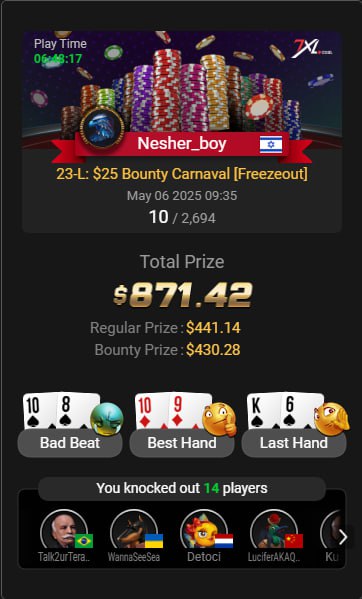 Play Time
06:43:17
7XL
Nesher_boy
23-L: $25 Bounty Carnaval [Freezeout]
May 06 2025 09:35
10 / 2,694
Total Prize
$871.42
Regular Prize : $441.14
Bounty Prize : $430.28
10 8 10 9 K 6
Bad Beat Best Hand Last Hand
You knocked out 14 players
Talk2urTera.. WannaSeeSea Detoci LuciferAKAQ.. Ku